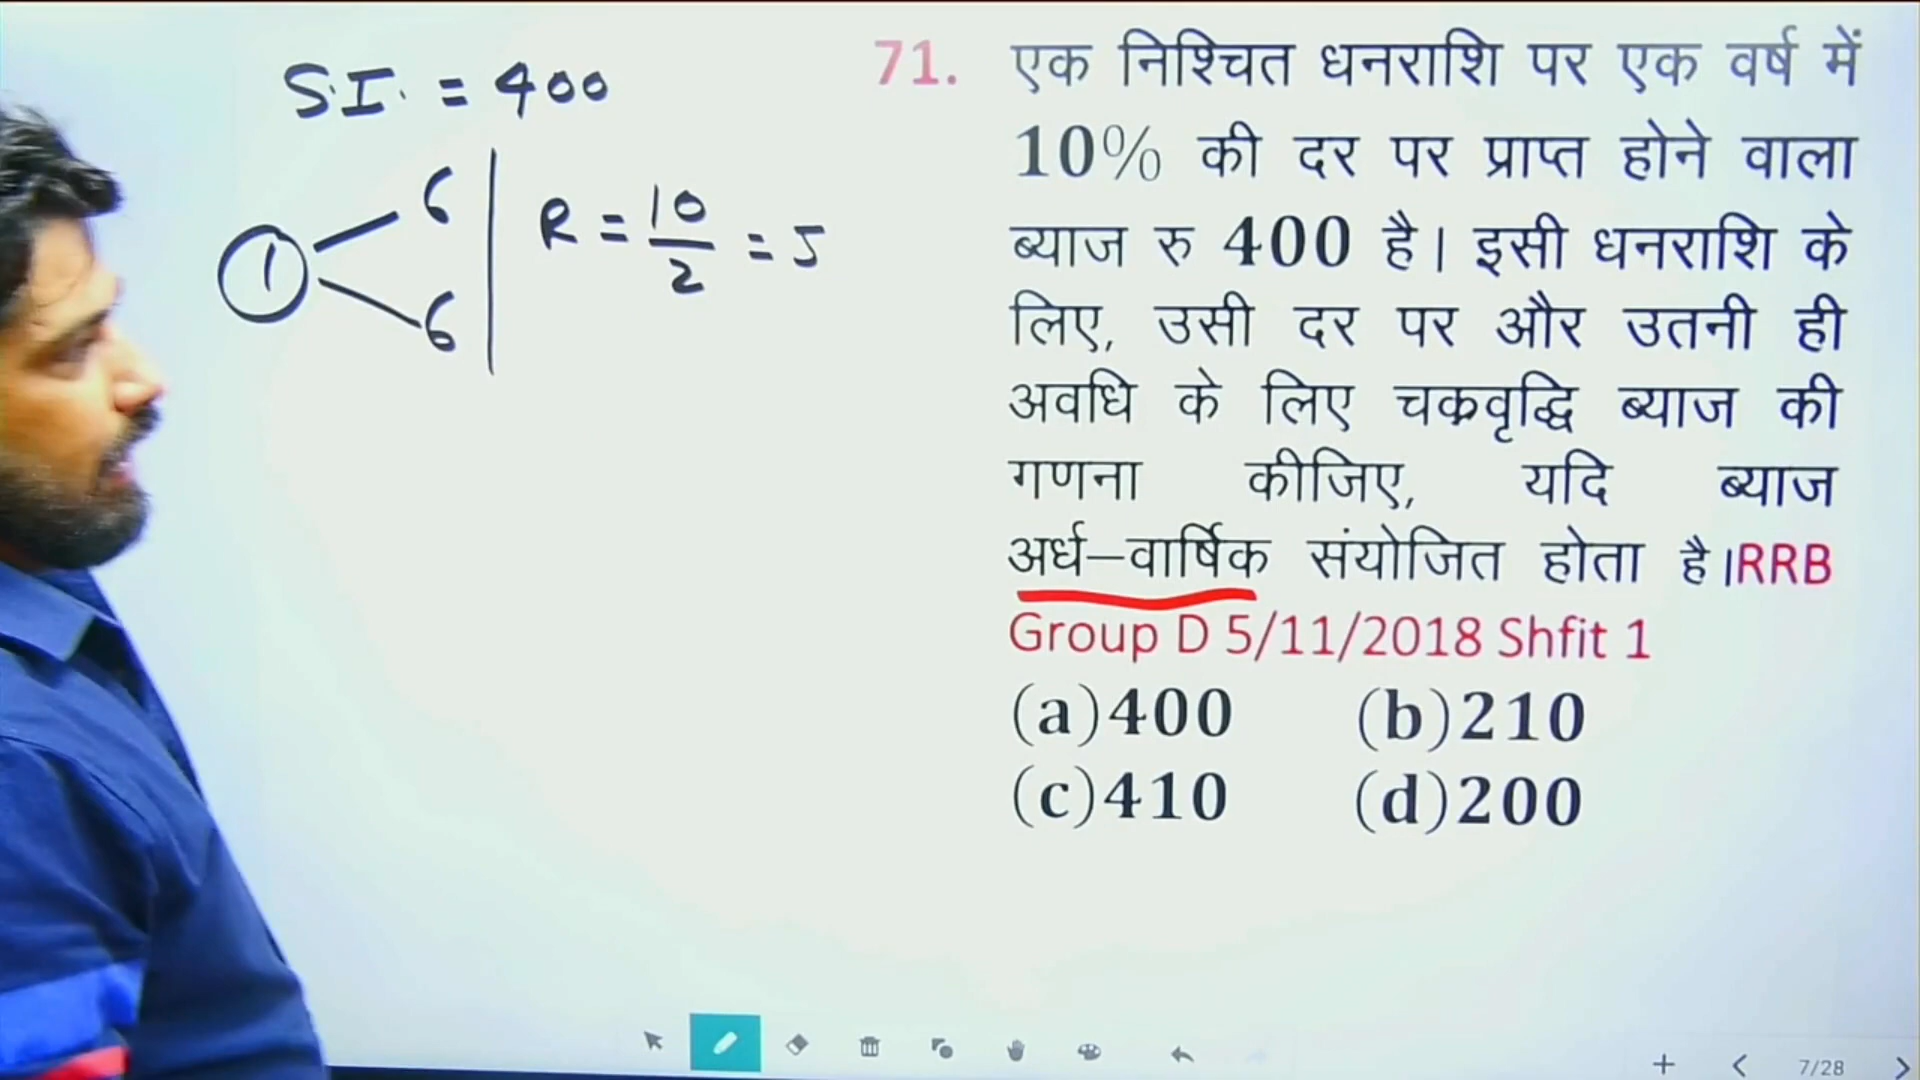 S.I. = 400
1 6 6
R = 10/2 = 5
71. एक निश्चित धनराशि पर एक वर्ष में
10% की दर पर प्राप्त होने वाला
ब्याज रु 400 है। इसी धनराशि के
लिए, उसी दर पर और उतनी ही
अवधि के लिए चक्रवृद्धि ब्याज की
गणना कीजिए, यदि ब्याज
अर्ध–वार्षिक संयोजित होता है।RRB
Group D 5/11/2018 Shfit 1
(a)400 (b)210
(c)410 (d)200
7/28